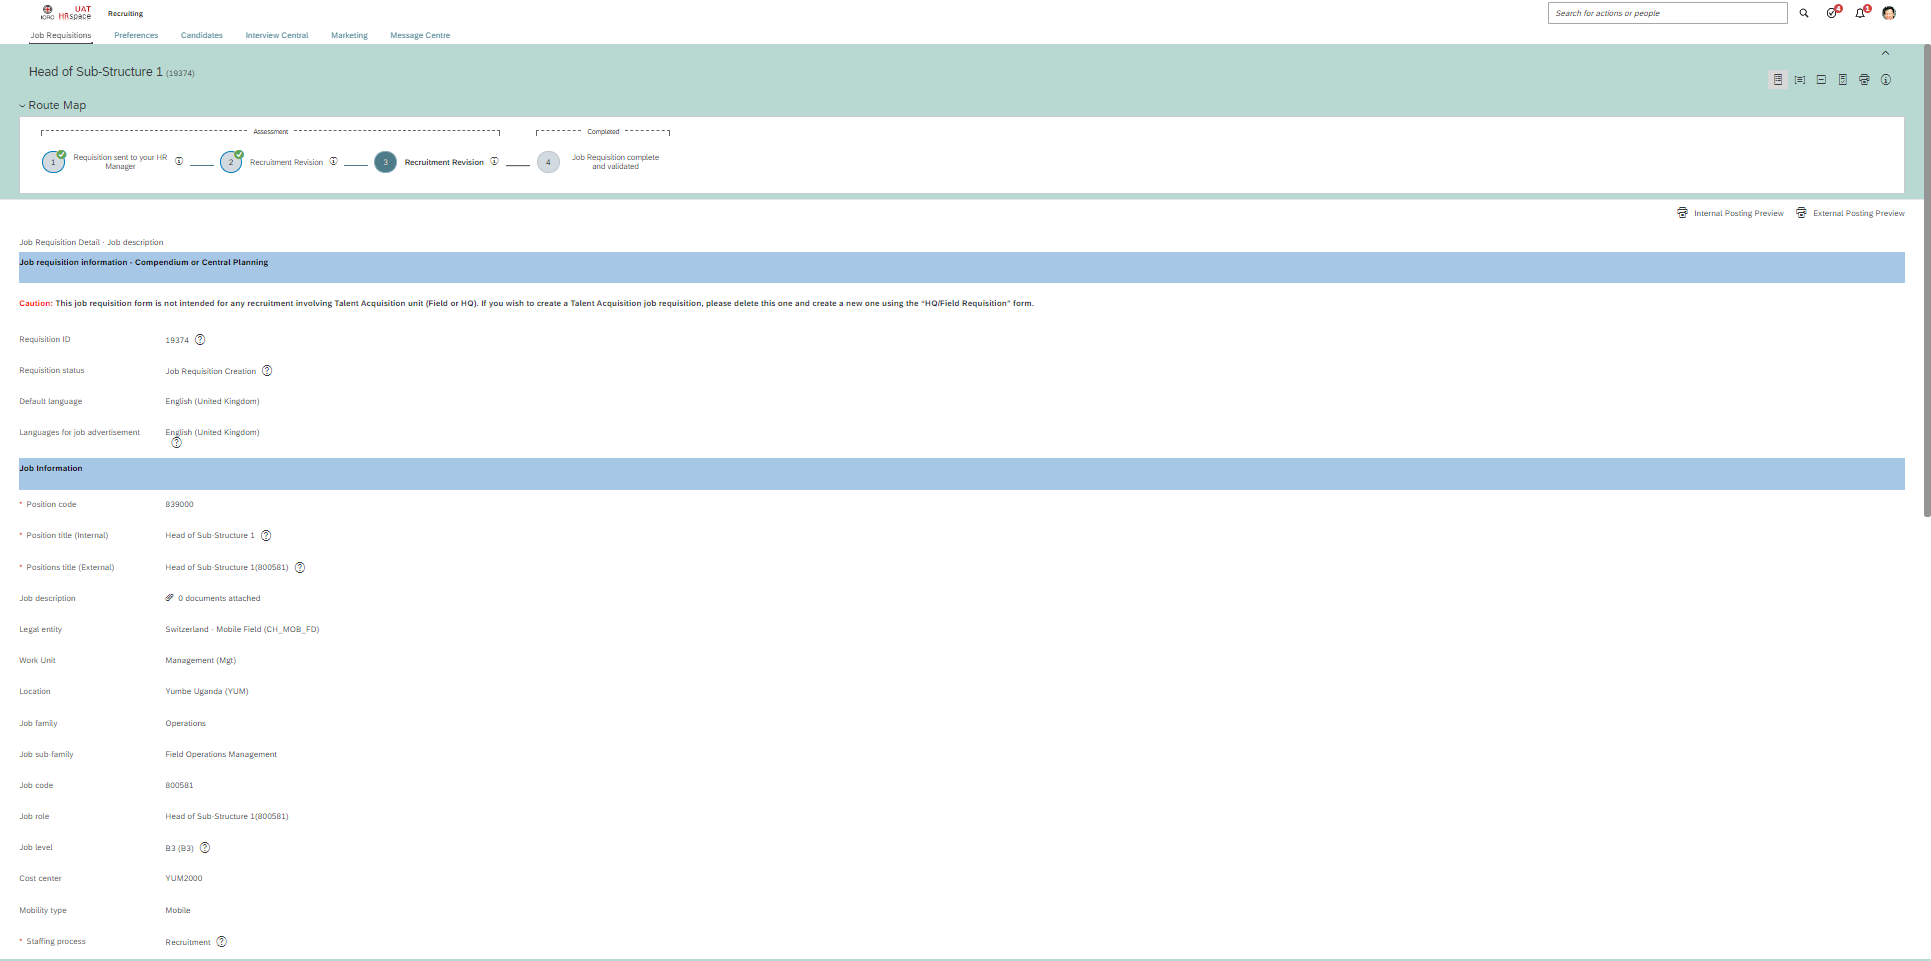 ICRC UAT HRspace Recruiting Search for actions or people 4 1
Job Requisitions Preferences Candidates Interview Central Marketing Message Centre
Head of Sub-Structure 1 (19374)
Route Map
Assessment Completed
1 Requisition sent to your HR Manager 2 Recruitment Revision 3 Recruitment Revision 4 Job Requisition complete and validated
Internal Posting Preview External Posting Preview
Job Requisition Detail · Job description
Job requisition information - Compendium or Central Planning
Caution: This job requisition form is not intended for any recruitment involving Talent Acquisition unit (Field or HQ). If you wish to create a Talent Acquisition job requisition, please delete this one and create a new one using the “HQ/Field Requisition” form.
Requisition ID 19374
Requisition status Job Requisition Creation
Default language English (United Kingdom)
Languages for job advertisement English (United Kingdom)
Job Information
* Position code 839000
* Position title (Internal) Head of Sub-Structure 1
* Positions title (External) Head of Sub-Structure 1(800581)
Job description 0 documents attached
Legal entity Switzerland - Mobile Field (CH_MOB_FD)
Work Unit Management (Mgt)
Location Yumbe Uganda (YUM)
Job family Operations
Job sub-family Field Operations Management
Job code 800581
Job role Head of Sub-Structure 1(800581)
Job level B3 (B3)
Cost center YUM2000
Mobility type Mobile
* Staffing process Recruitment